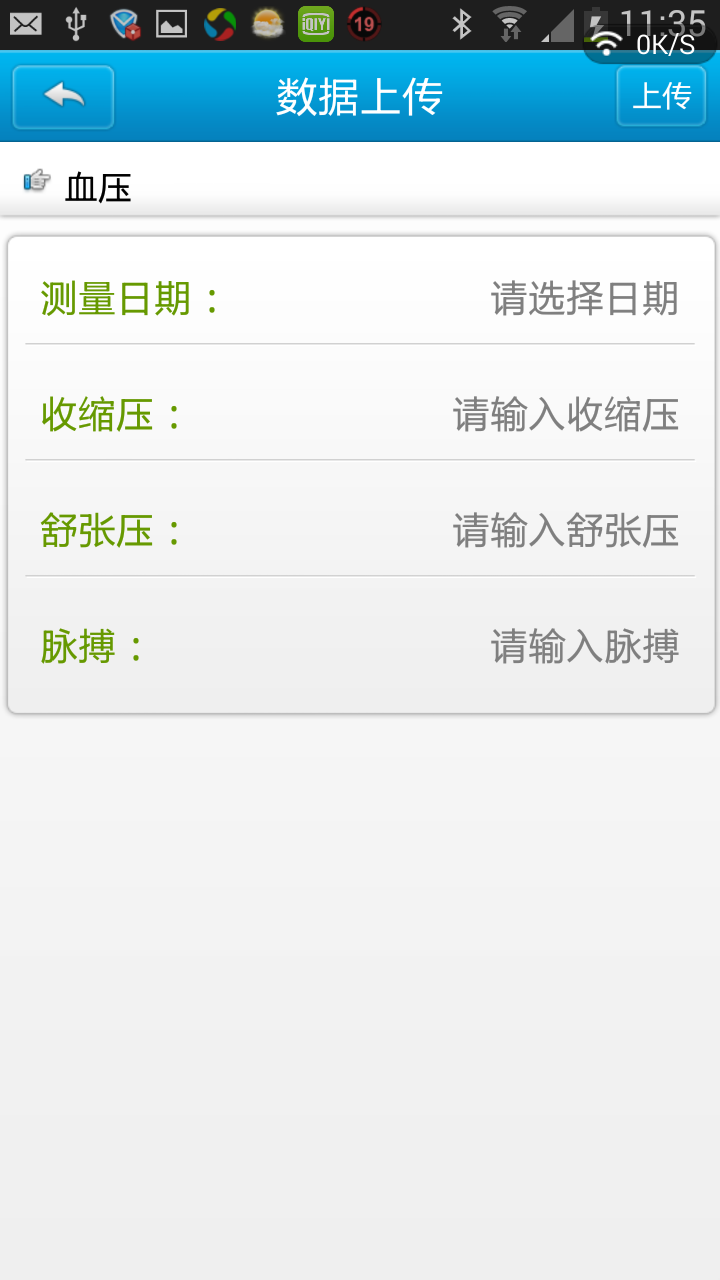 iQIYI 19 11:35
0K/S
数据上传 上传
血压
测量日期： 请选择日期
收缩压： 请输入收缩压
舒张压： 请输入舒张压
脉搏： 请输入脉搏